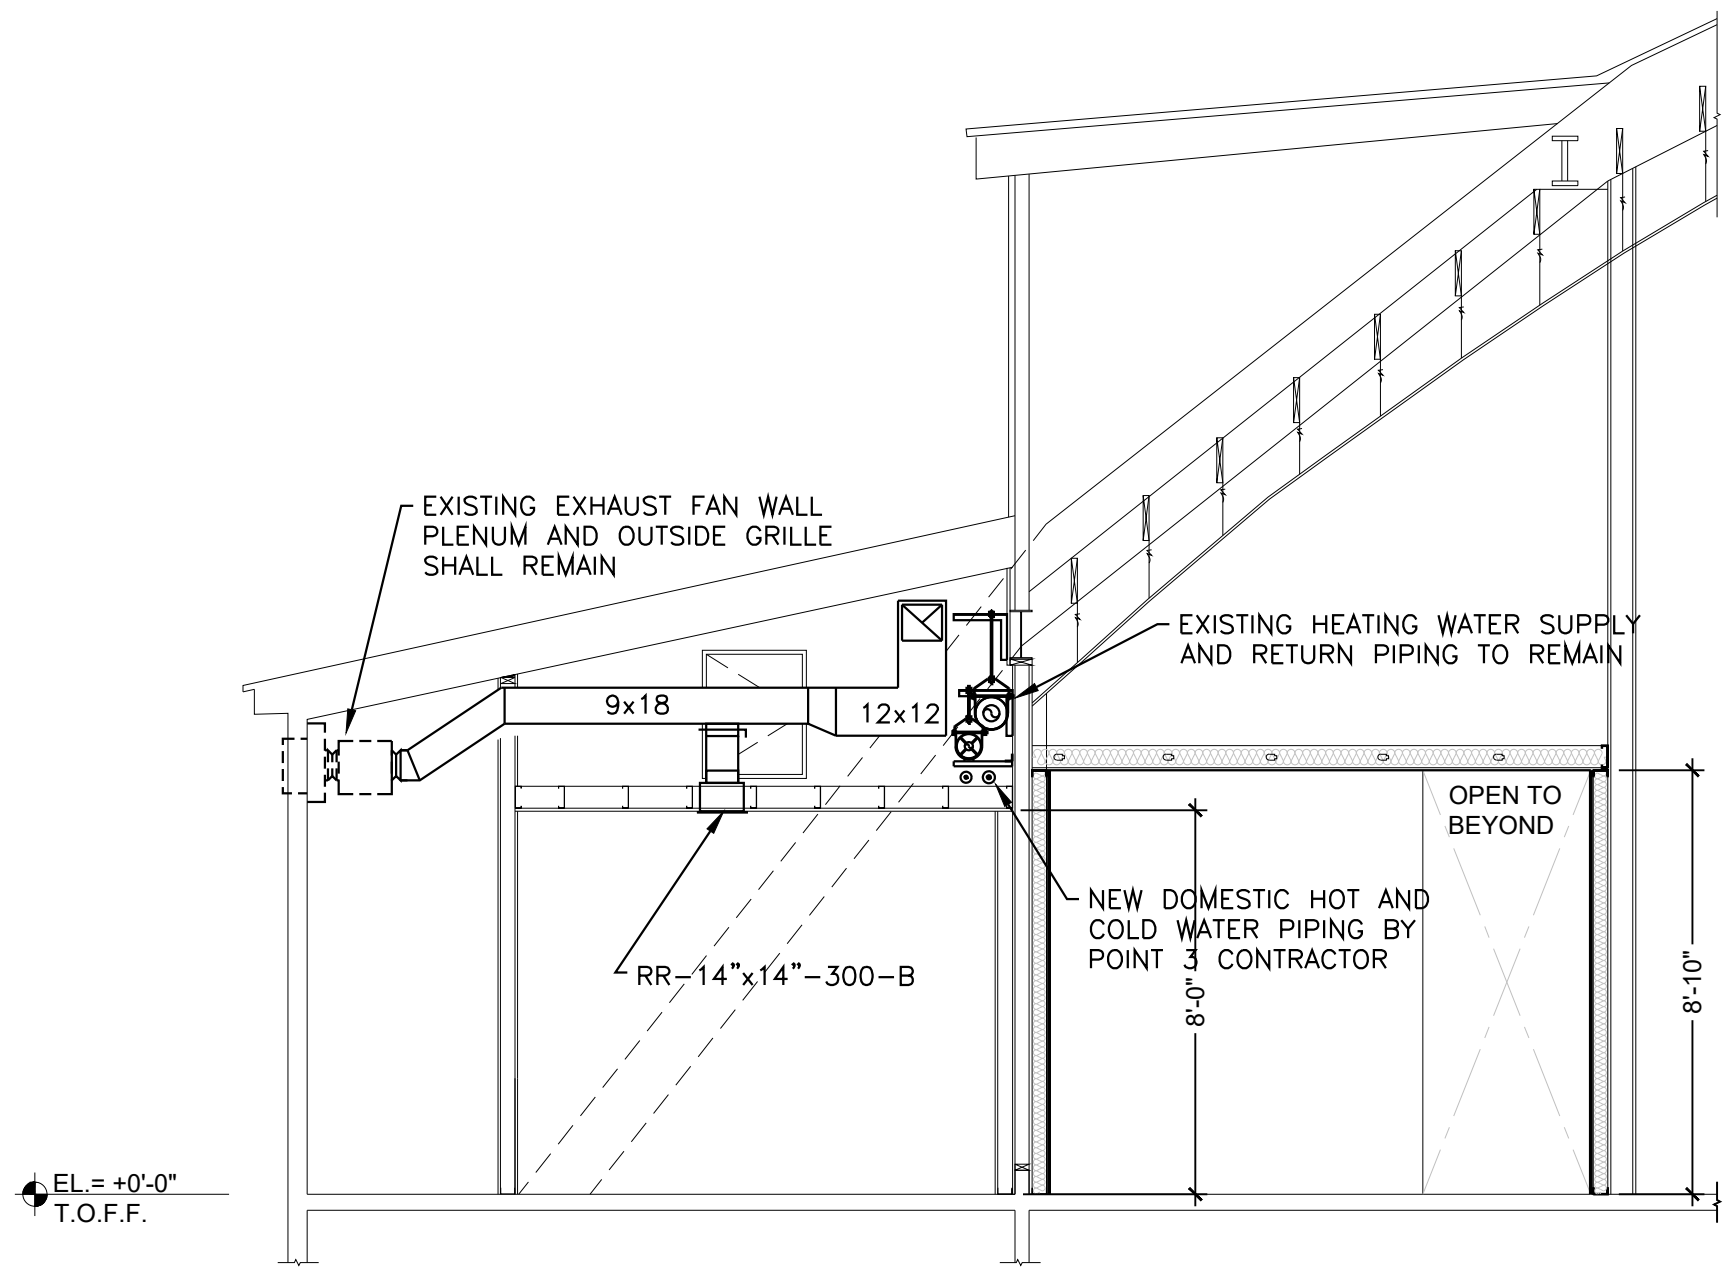 EXISTING EXHAUST FAN WALL
PLENUM AND OUTSIDE GRILLE
SHALL REMAIN
EXISTING HEATING WATER SUPPLY
AND RETURN PIPING TO REMAIN
9x18
12x12
OPEN TO
BEYOND
NEW DOMESTIC HOT AND
COLD WATER PIPING BY
POINT 3 CONTRACTOR
RR-14"x14"-300-B
8'-0"
8'-10"
EL.= +0'-0"
T.O.F.F.